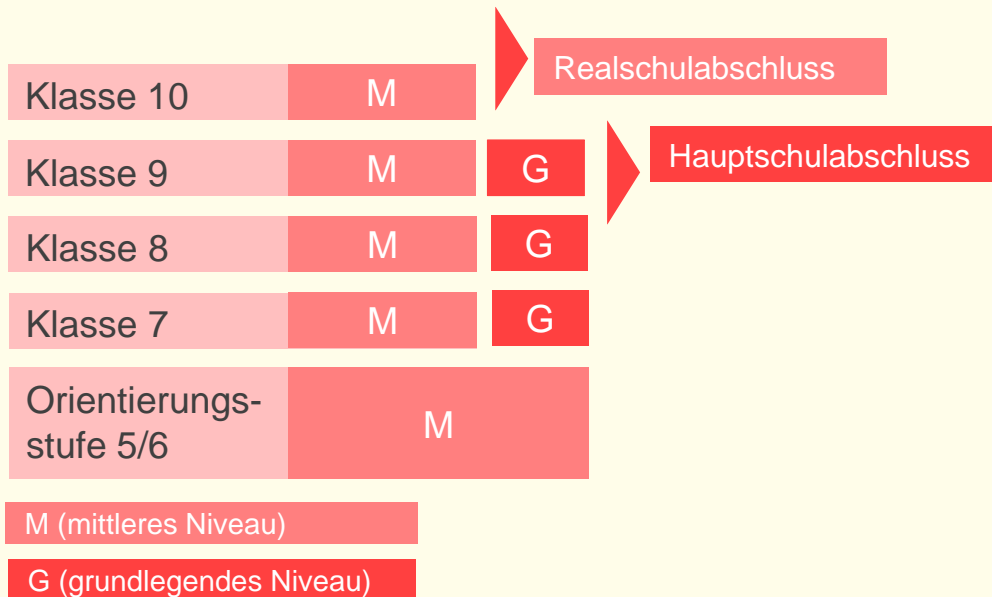 Realschulabschluss
Klasse 10 M
Hauptschulabschluss
Klasse 9 M G
Klasse 8 M G
Klasse 7 M G
Orientierungs-
stufe 5/6
M
M (mittleres Niveau)
G (grundlegendes Niveau)